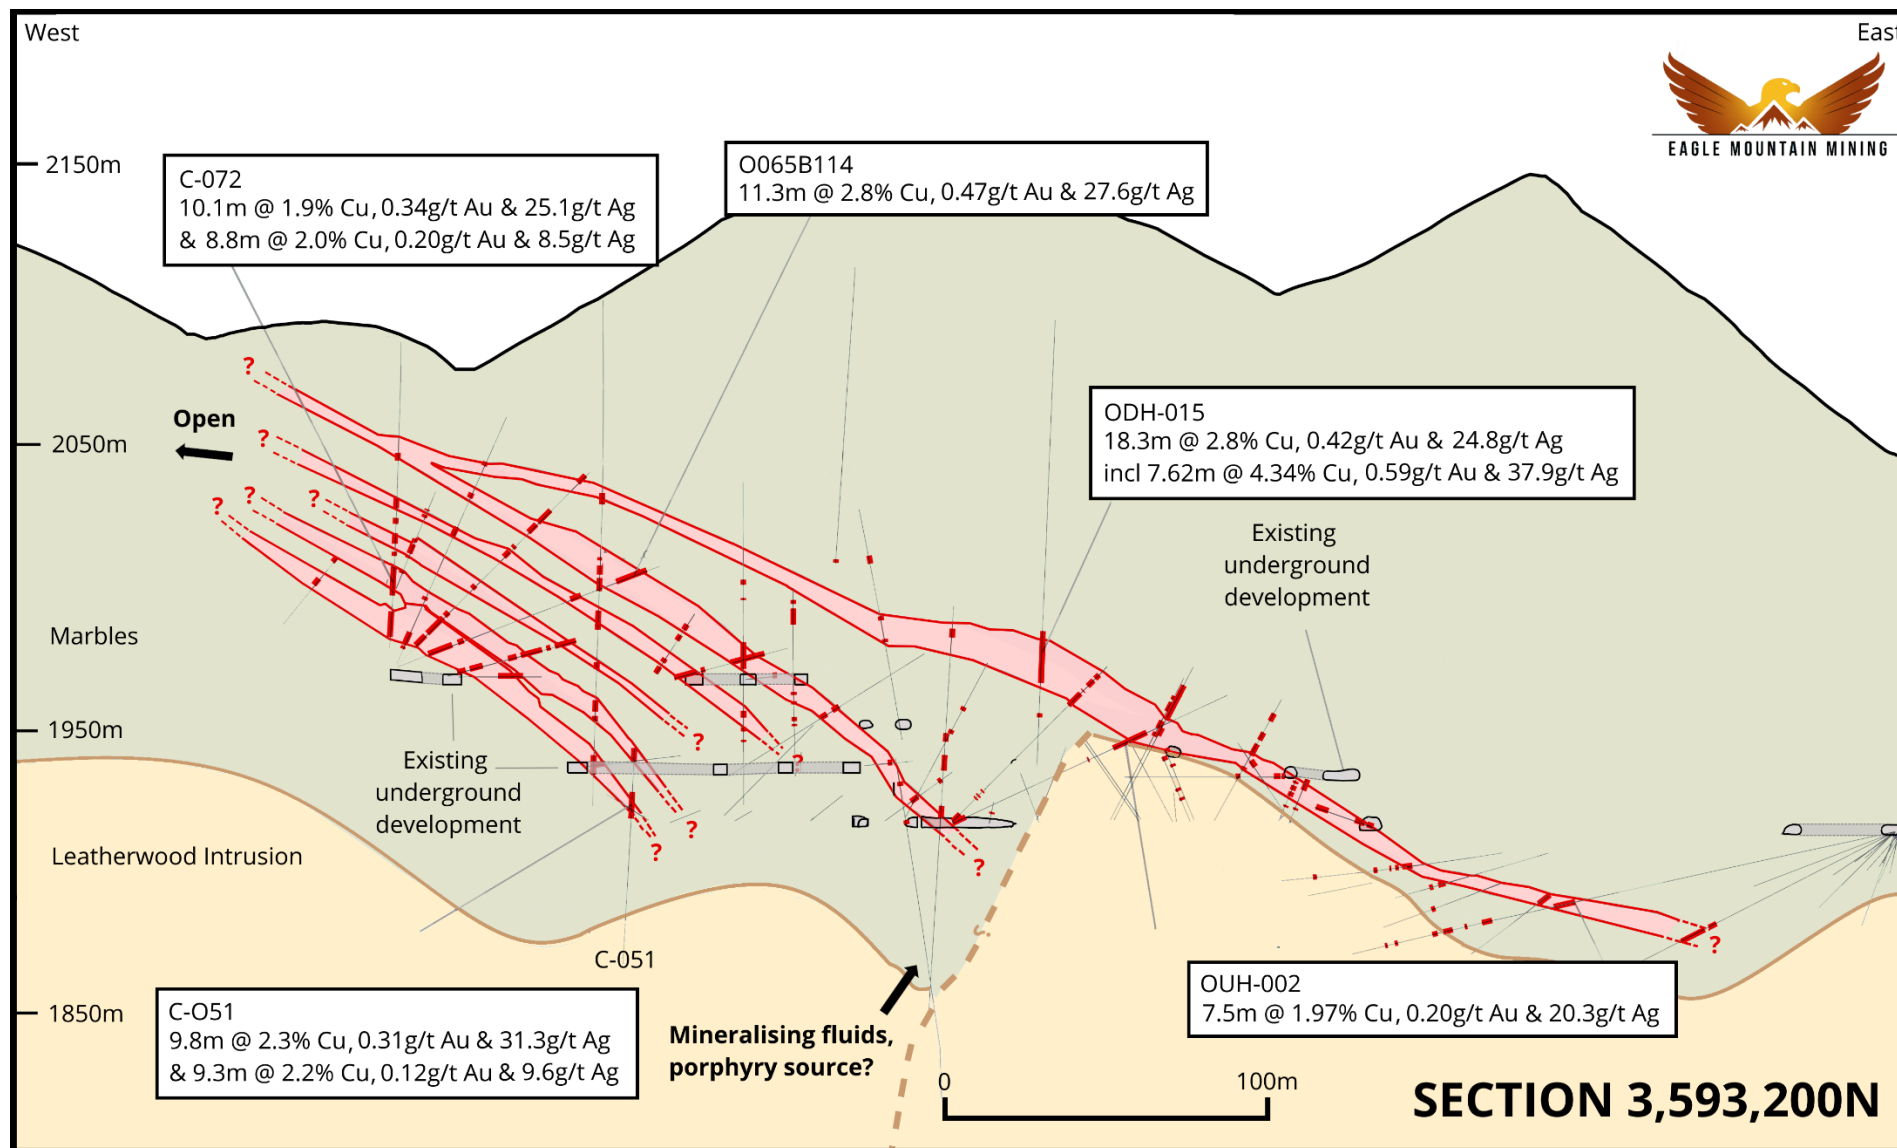 West
East
EAGLE MOUNTAIN MINING
2150m
C-072
10.1m @ 1.9% Cu, 0.34g/t Au & 25.1g/t Ag
& 8.8m @ 2.0% Cu, 0.20g/t Au & 8.5g/t Ag
O065B114
11.3m @ 2.8% Cu, 0.47g/t Au & 27.6g/t Ag
?
Open
2050m
?
?
?
?
ODH-015
18.3m @ 2.8% Cu, 0.42g/t Au & 24.8g/t Ag
incl 7.62m @ 4.34% Cu, 0.59g/t Au & 37.9g/t Ag
Existing
underground
development
Marbles
1950m
?
?
Existing
underground
development
?
?
?
Leatherwood Intrusion
?
?
C-051
C-O51
9.8m @ 2.3% Cu, 0.31g/t Au & 31.3g/t Ag
& 9.3m @ 2.2% Cu, 0.12g/t Au & 9.6g/t Ag
1850m
Mineralising fluids,
porphyry source?
OUH-002
7.5m @ 1.97% Cu, 0.20g/t Au & 20.3g/t Ag
0
100m
SECTION 3,593,200N